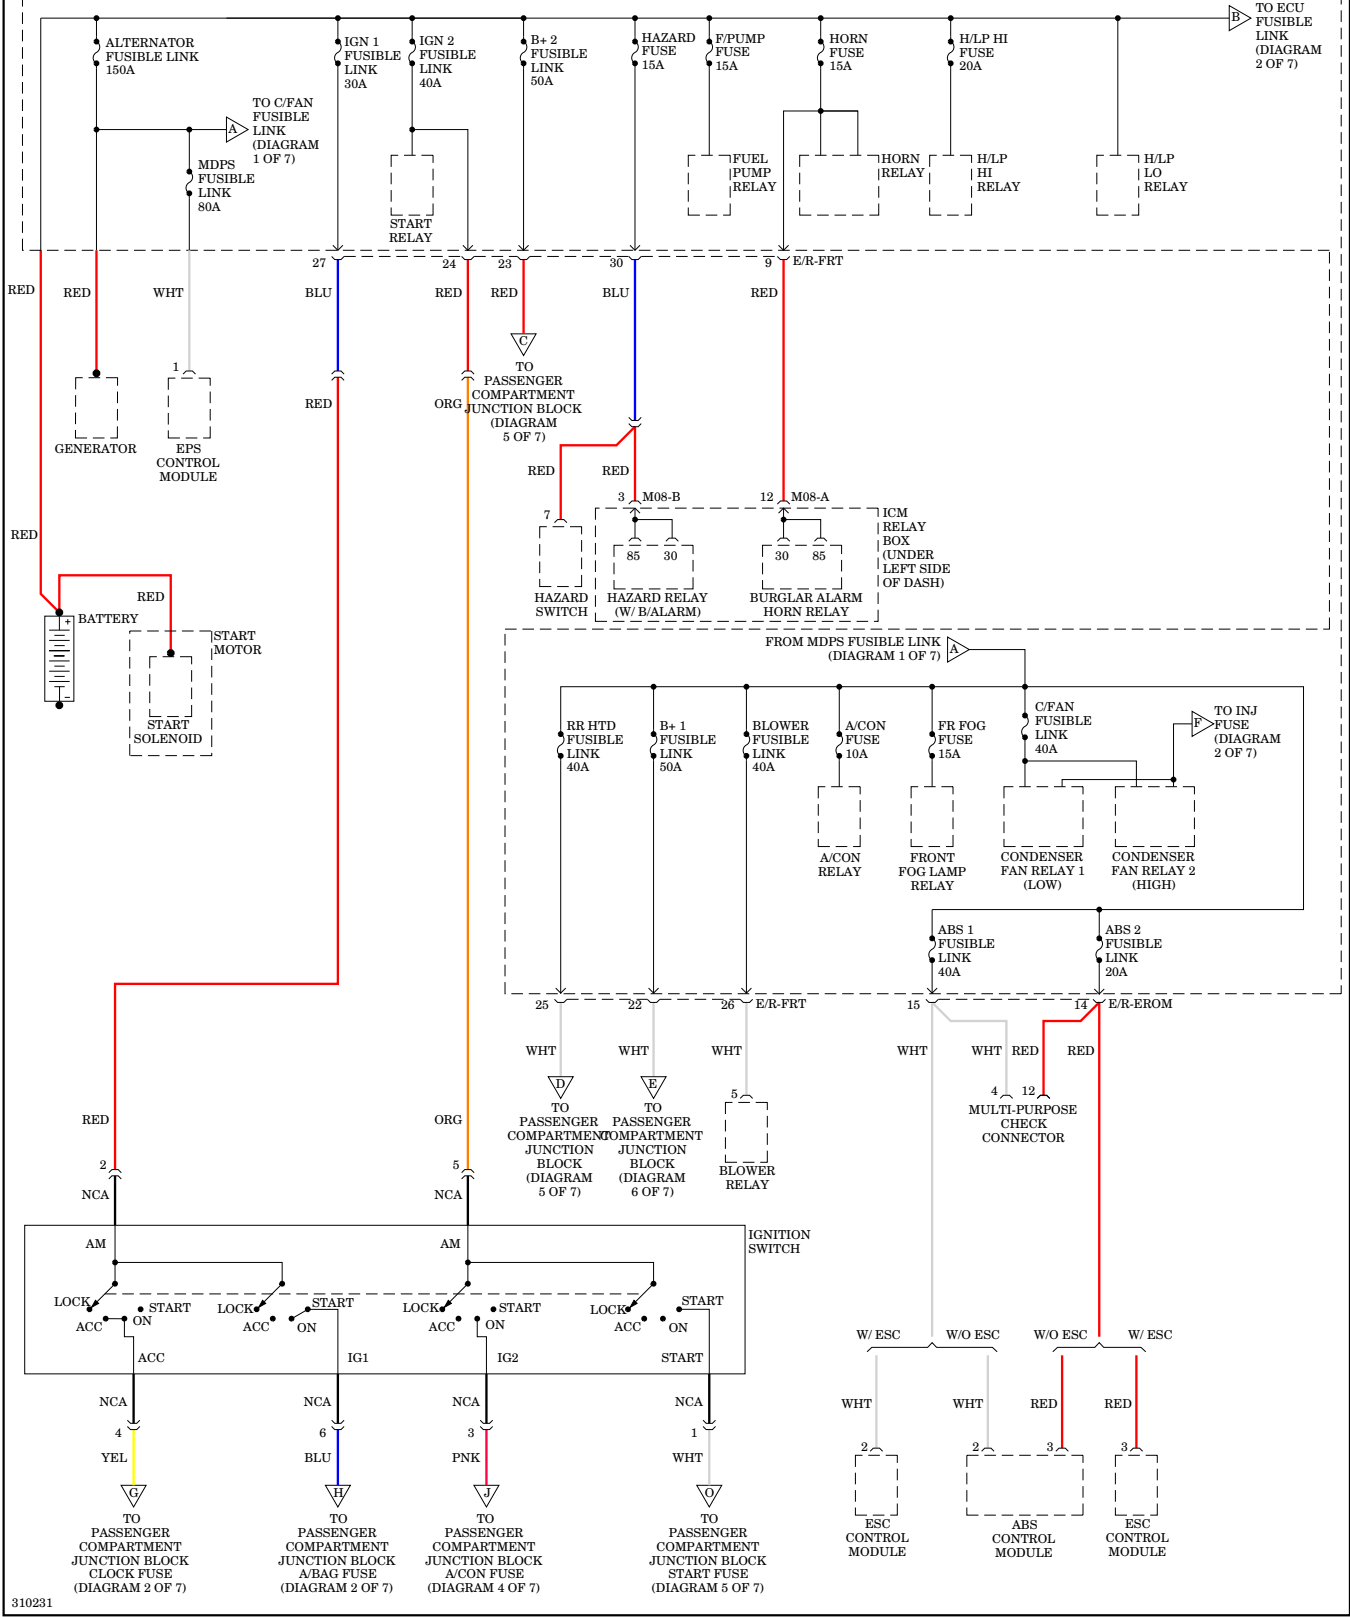 TO ECU
FUSIBLE
LINK
(DIAGRAM
2 OF 7)
B
ALTERNATOR
FUSIBLE LINK
150A
IGN 1
FUSIBLE
LINK
30A
IGN 2
FUSIBLE
LINK
40A
B+ 2
FUSIBLE
LINK
50A
HAZARD
FUSE
15A
F/PUMP
FUSE
15A
HORN
FUSE
15A
H/LP HI
FUSE
20A
A
TO C/FAN
FUSIBLE
LINK
(DIAGRAM
1 OF 7)
MDPS
FUSIBLE
LINK
80A
START
RELAY
FUEL
PUMP
RELAY
HORN
RELAY
H/LP
HI
RELAY
H/LP
LO
RELAY
27
24
23
30
9
E/R-FRT
RED
RED
WHT
BLU
RED
RED
BLU
RED
C
TO
PASSENGER
COMPARTMENT
JUNCTION BLOCK
(DIAGRAM
5 OF 7)
1
GENERATOR
EPS
CONTROL
MODULE
RED
ORG
RED
RED
3
M08-B
12
M08-A
7
85
30
30
85
ICM
RELAY
BOX
(UNDER
LEFT SIDE
OF DASH)
HAZARD
SWITCH
HAZARD RELAY
(W/ B/ALARM)
BURGLAR ALARM
HORN RELAY
RED
RED
+
BATTERY
-
START
MOTOR
START
SOLENOID
FROM MDPS FUSIBLE LINK
(DIAGRAM 1 OF 7)
A
RR HTD
FUSIBLE
LINK
40A
B+ 1
FUSIBLE
LINK
50A
BLOWER
FUSIBLE
LINK
40A
A/CON
FUSE
10A
FR FOG
FUSE
15A
C/FAN
FUSIBLE
LINK
40A
F
TO INJ
FUSE
(DIAGRAM
2 OF 7)
A/CON
RELAY
FRONT
FOG LAMP
RELAY
CONDENSER
FAN RELAY 1
(LOW)
CONDENSER
FAN RELAY 2
(HIGH)
ABS 1
FUSIBLE
LINK
40A
ABS 2
FUSIBLE
LINK
20A
25
22
26
E/R-FRT
15
14
E/R-EROM
WHT
WHT
WHT
WHT
WHT
RED
RED
D
TO
PASSENGER
COMPARTMENT
JUNCTION
BLOCK
(DIAGRAM
5 OF 7)
E
TO
PASSENGER
COMPARTMENT
JUNCTION
BLOCK
(DIAGRAM
6 OF 7)
5
BLOWER
RELAY
4
12
MULTI-PURPOSE
CHECK
CONNECTOR
RED
ORG
2
5
NCA
NCA
IGNITION
SWITCH
AM
AM
LOCK
START
ACC
ON
LOCK
START
ACC
ON
LOCK
START
ACC
ON
LOCK
START
ACC
ON
ACC
IG1
IG2
START
NCA
NCA
NCA
NCA
4
6
3
1
YEL
BLU
PNK
WHT
G
TO
PASSENGER
COMPARTMENT
JUNCTION BLOCK
CLOCK FUSE
(DIAGRAM 2 OF 7)
H
TO
PASSENGER
COMPARTMENT
JUNCTION BLOCK
A/BAG FUSE
(DIAGRAM 2 OF 7)
J
TO
PASSENGER
COMPARTMENT
JUNCTION BLOCK
A/CON FUSE
(DIAGRAM 4 OF 7)
O
TO
PASSENGER
COMPARTMENT
JUNCTION BLOCK
START FUSE
(DIAGRAM 5 OF 7)
W/ ESC
W/O ESC
W/O ESC
W/ ESC
WHT
WHT
RED
RED
2
2
3
3
ESC
CONTROL
MODULE
ABS
CONTROL
MODULE
ESC
CONTROL
MODULE
310231